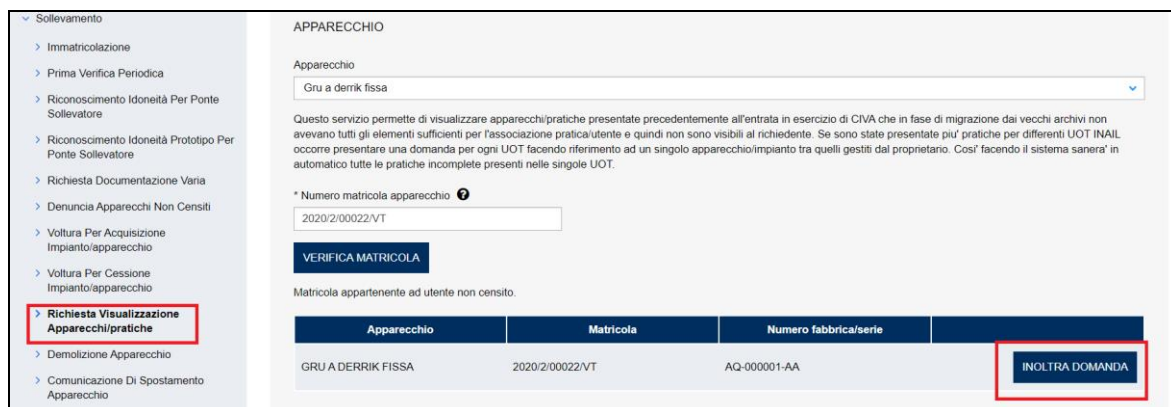 Sollevamento
Immatricolazione
Prima Verifica Periodica
Riconoscimento Idoneità Per Ponte
Sollevatore
Riconoscimento Idoneità Prototipo Per
Ponte Sollevatore
Richiesta Documentazione Varia
Denuncia Apparecchi Non Censiti
Voltura Per Acquisizione
Impianto/apparecchio
Voltura Per Cessione
Impianto/apparecchio
Richiesta Visualizzazione
Apparecchi/pratiche
Demolizione Apparecchio
Comunicazione Di Spostamento
Apparecchio
APPARECCHIO
Apparecchio
Gru a derrik fissa
Questo servizio permette di visualizzare apparecchi/pratiche presentate precedentemente all'entrata in esercizio di CIVA che in fase di migrazione dai vecchi archivi non
avevano tutti gli elementi sufficienti per l'associazione pratica/utente e quindi non sono visibili al richiedente. Se sono state presentate piu' pratiche per differenti UOT INAIL
occorre presentare una domanda per ogni UOT facendo riferimento ad un singolo apparecchio/impianto tra quelli gestiti dal proprietario. Cosi' facendo il sistema sanera' in
automatico tutte le pratiche incomplete presenti nelle singole UOT.
* Numero matricola apparecchio ?
2020/2/00022/VT
VERIFICA MATRICOLA
Matricola appartenente ad utente non censito.
Apparecchio Matricola Numero fabbrica/serie
GRU A DERRIK FISSA 2020/2/00022/VT AQ-000001-AA INOLTRA DOMANDA